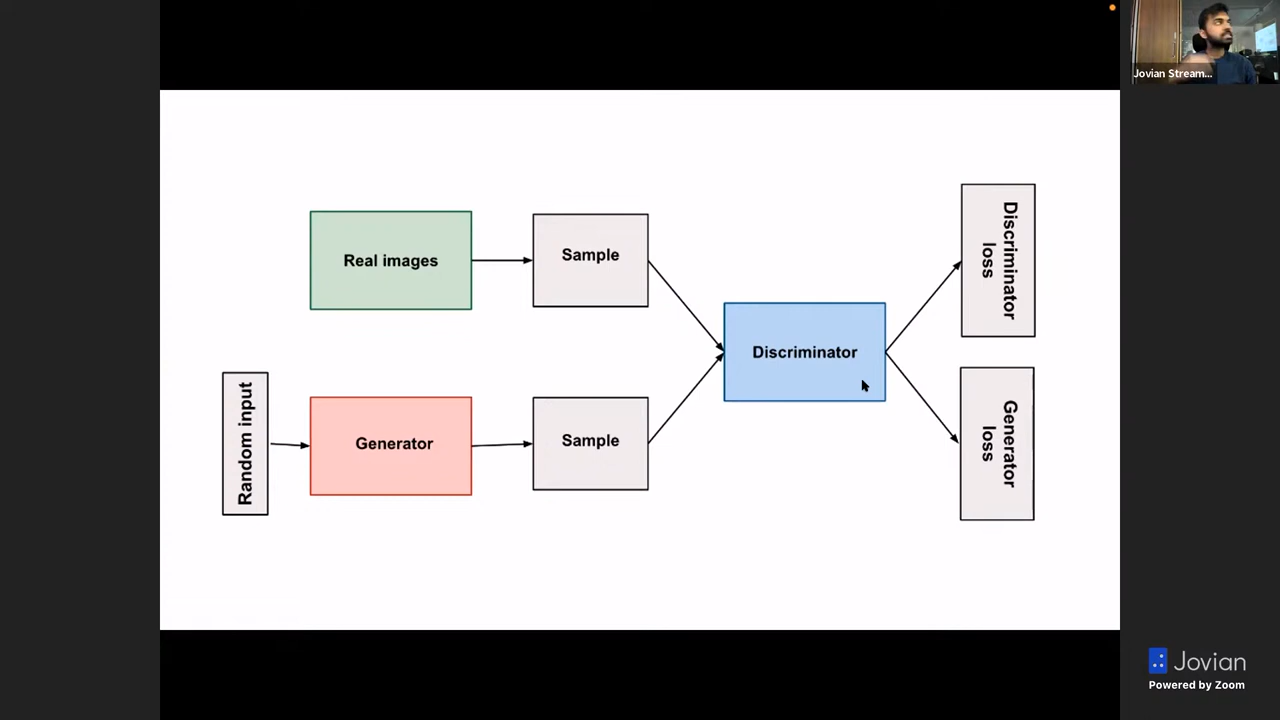 Jovian Stream...
Real images
Sample
Discriminator
loss
Discriminator
Random input
Generator
Sample
Generator
loss
Jovian
Powered by Zoom